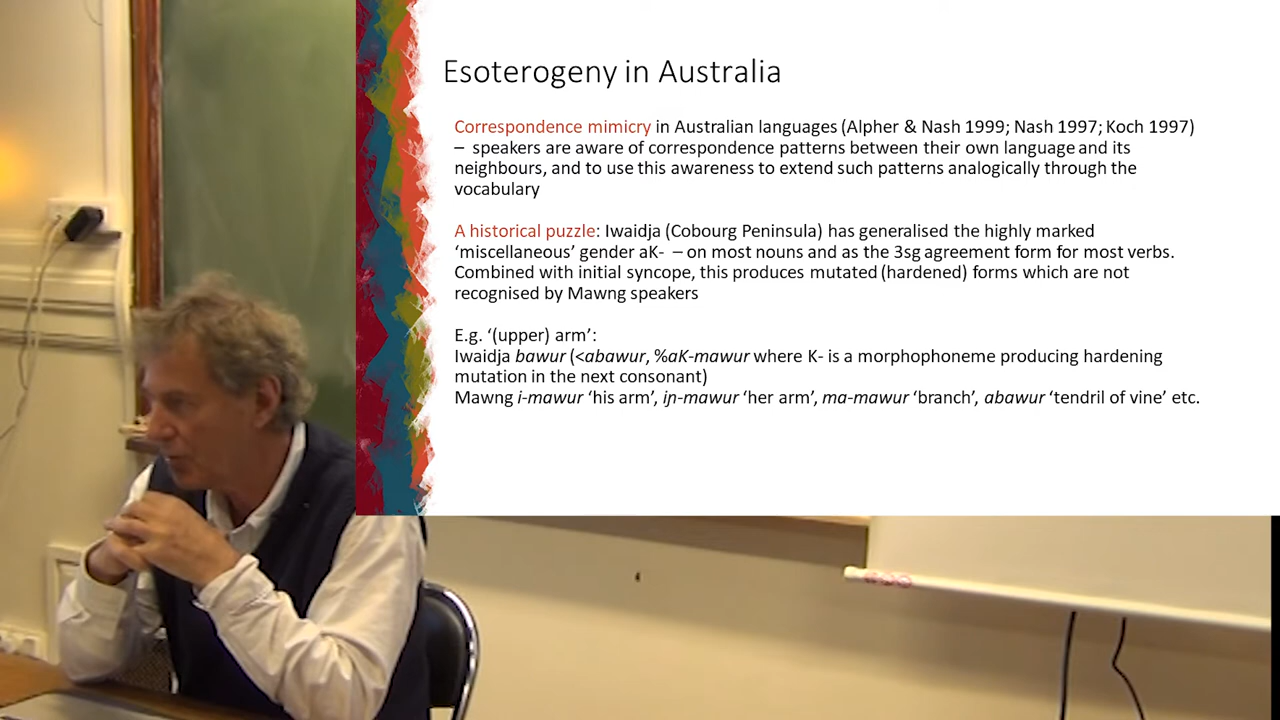 Esoterogeny in Australia
Correspondence mimicry in Australian languages (Alpher & Nash 1999; Nash 1997; Koch 1997)
– speakers are aware of correspondence patterns between their own language and its
neighbours, and to use this awareness to extend such patterns analogically through the
vocabulary
A historical puzzle: Iwaidja (Cobourg Peninsula) has generalised the highly marked
‘miscellaneous’ gender aK- – on most nouns and as the 3sg agreement form for most verbs.
Combined with initial syncope, this produces mutated (hardened) forms which are not
recognised by Mawng speakers
E.g. ‘(upper) arm’:
Iwaidja bawur (<abawur, %aK-mawur where K- is a morphophoneme producing hardening
mutation in the next consonant)
Mawng i-mawur ‘his arm’, iɲ-mawur ‘her arm’, ma-mawur ‘branch’, abawur ‘tendril of vine’ etc.